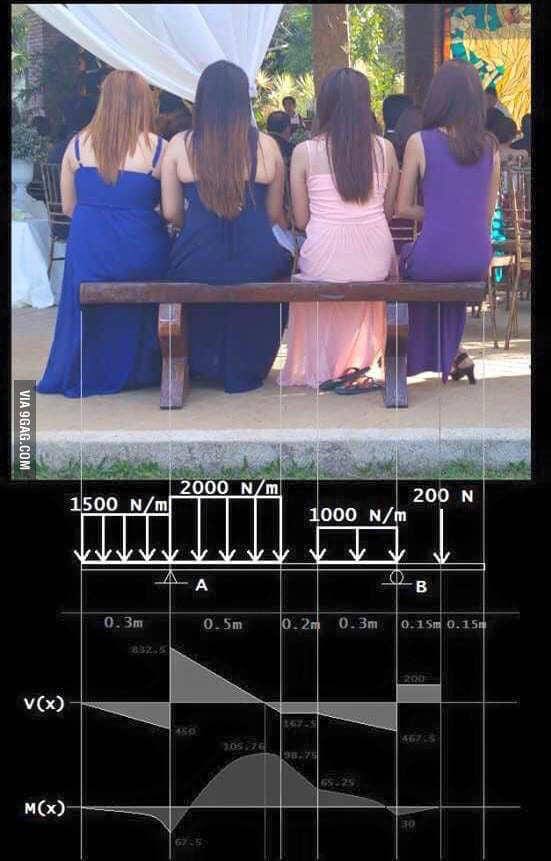 VIA 9GAG.COM
1500 N/m
2000 N/m
1000 N/m
200 N
A
B
0.3m
0.5m
0.2m
0.3m
0.15m
0.15m
832.5
200
V(x)
450
167.5
467.5
105.76
98.75
65.25
M(x)
67.5
30